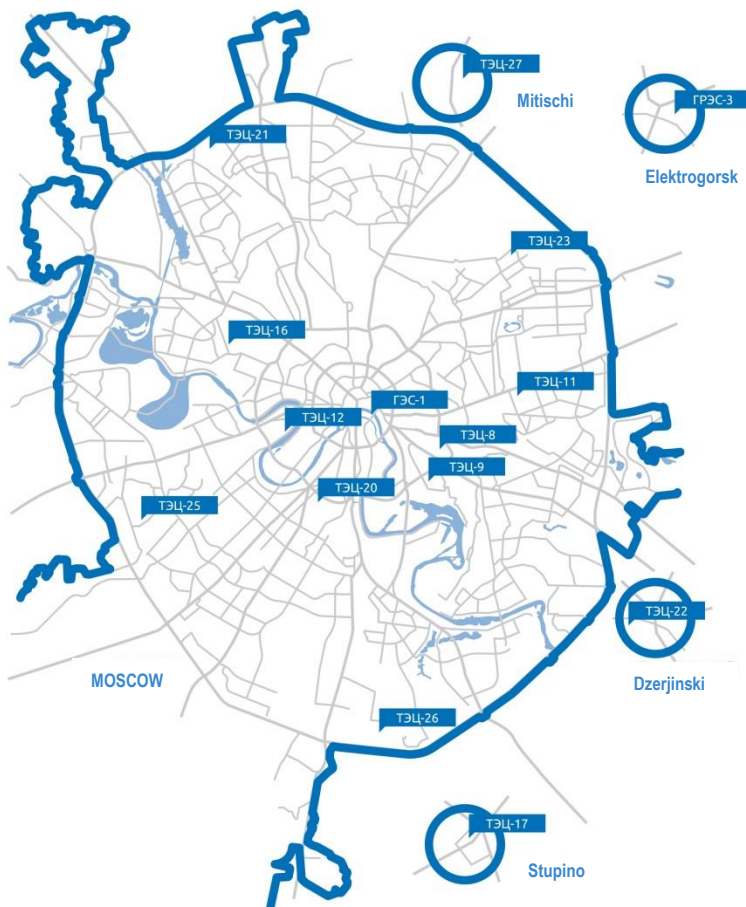 ТЭЦ-27
Mitischi
ГРЭС-3
Elektrogorsk
ТЭЦ-21
ТЭЦ-23
ТЭЦ-16
ТЭЦ-11
ГЭС-1
ТЭЦ-12
ТЭЦ-8
ТЭЦ-9
ТЭЦ-20
ТЭЦ-25
ТЭЦ-22
MOSCOW
Dzerjinski
ТЭЦ-26
ТЭЦ-17
Stupino